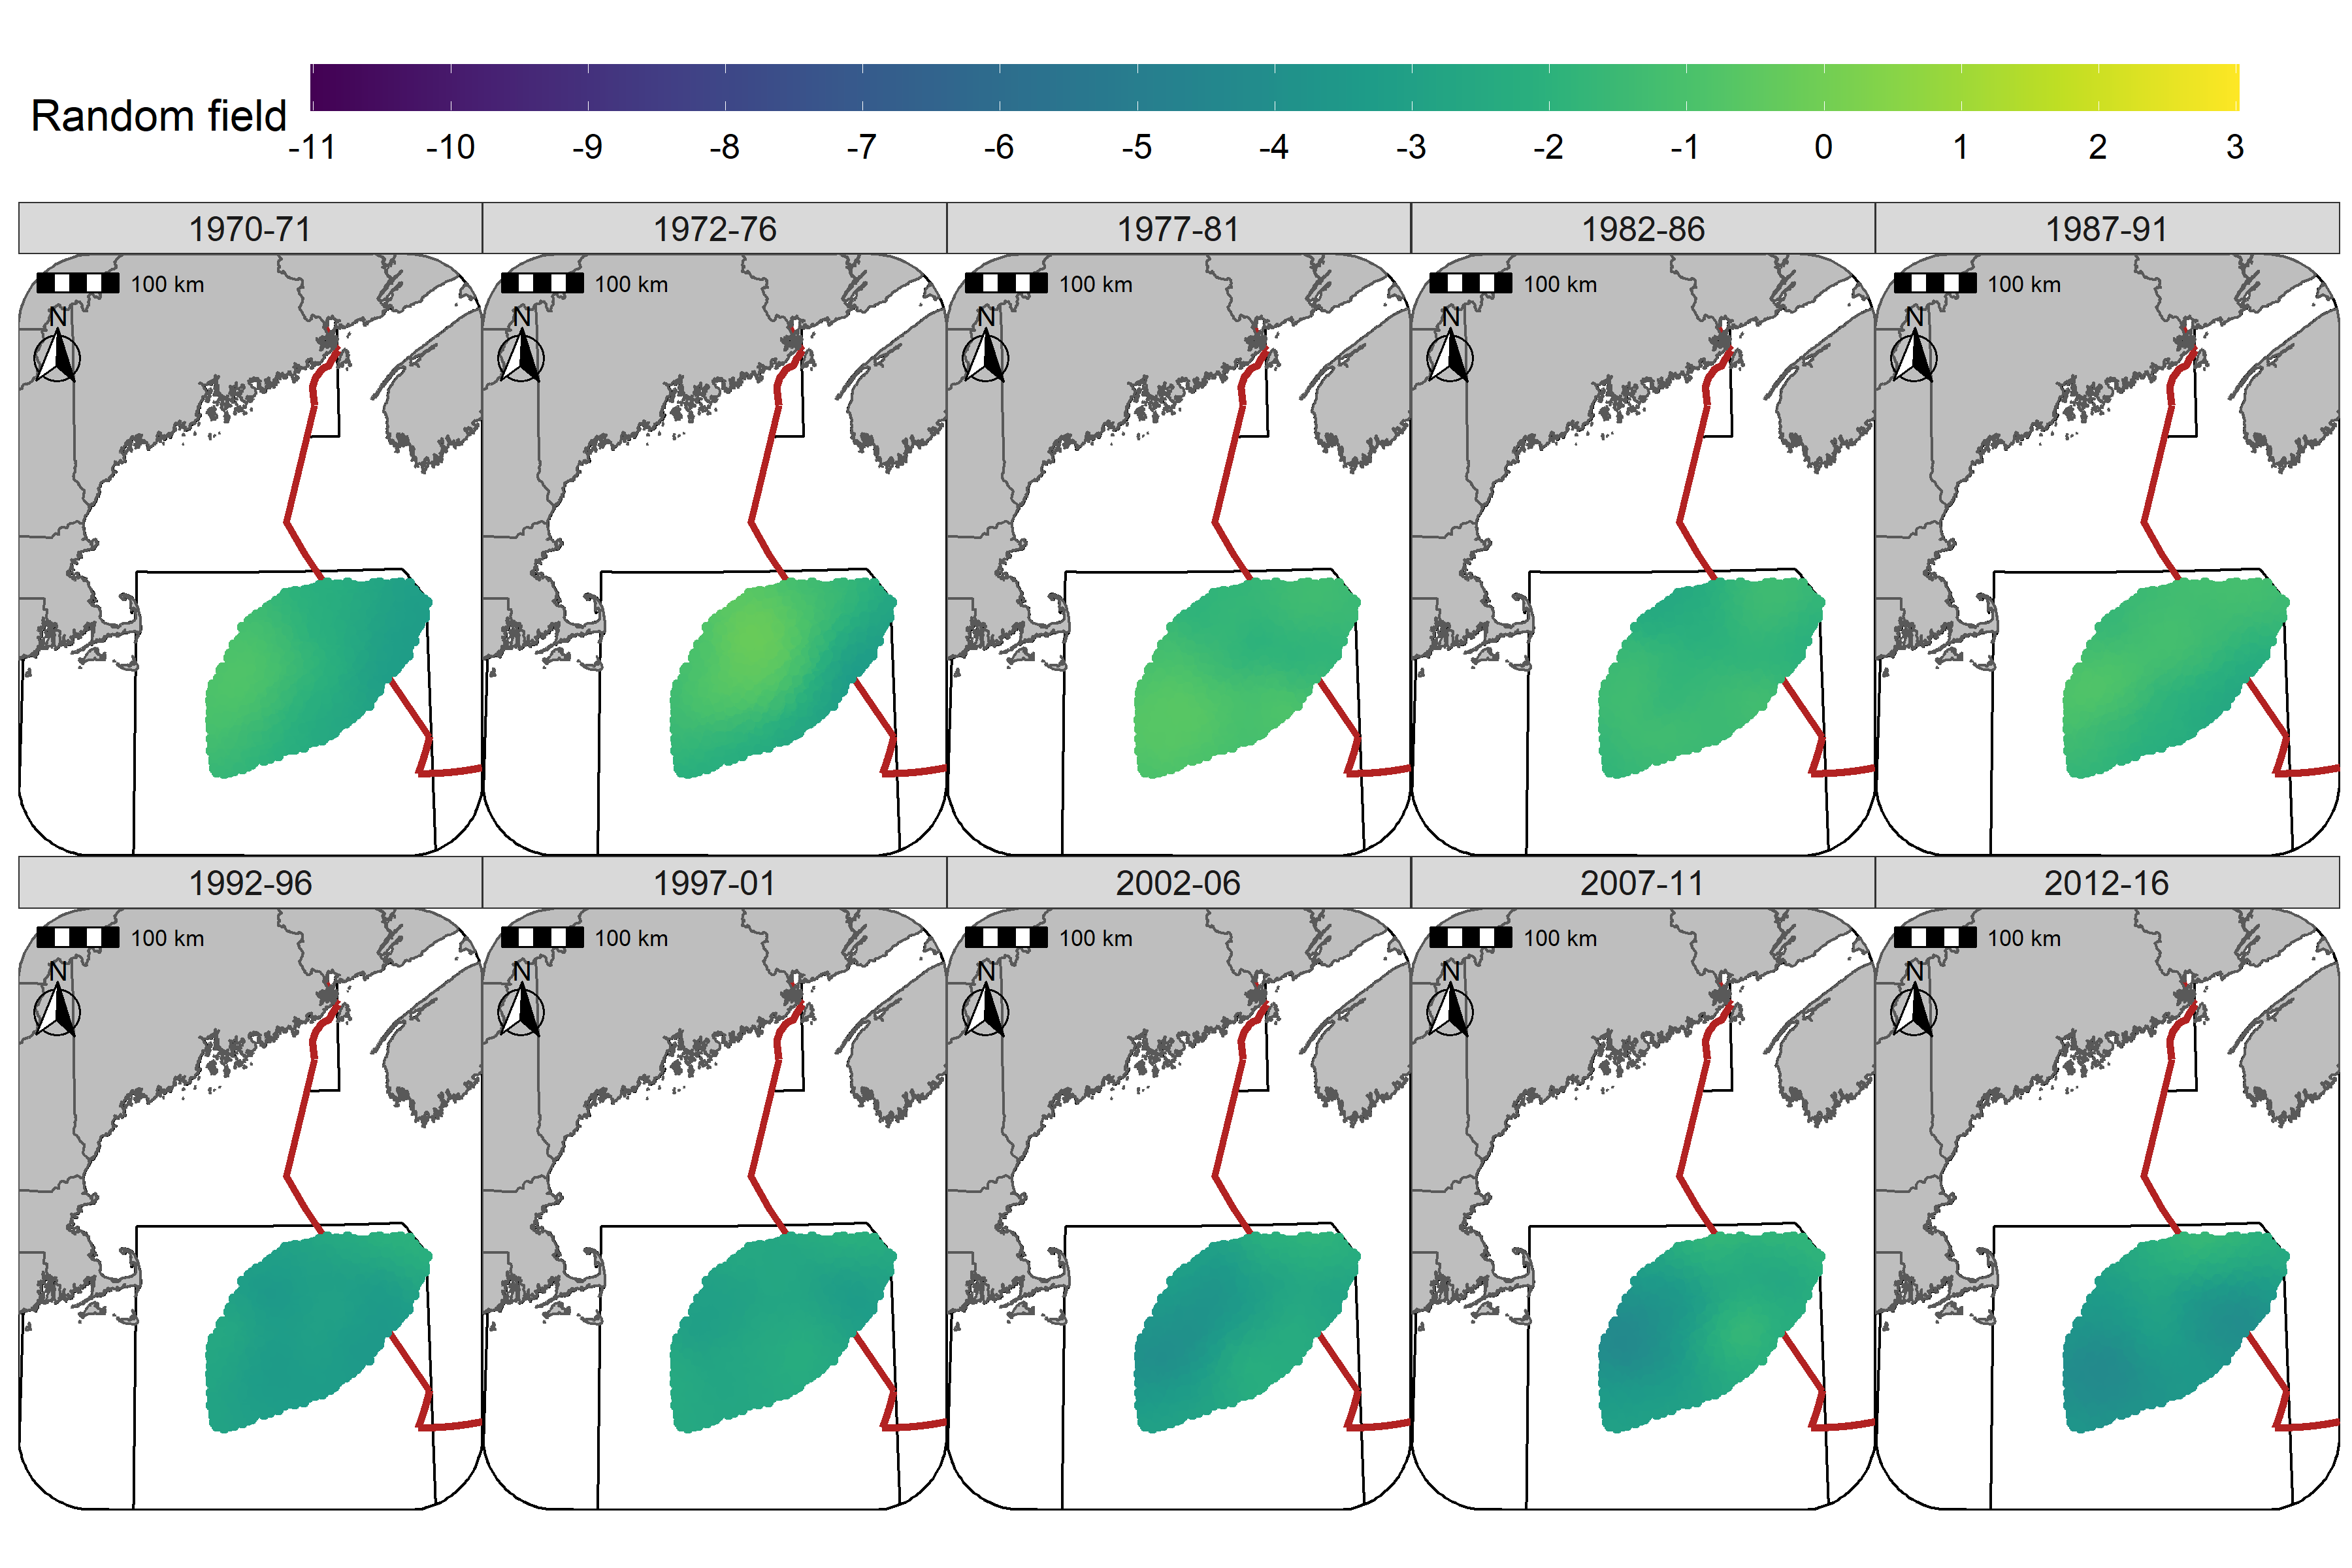 Random field
-11 -10 -9 -8 -7 -6 -5 -4 -3 -2 -1 0 1 2 3
1970-71 1972-76 1977-81 1982-86 1987-91
100 km 100 km 100 km 100 km 100 km
N N N N N
1992-96 1997-01 2002-06 2007-11 2012-16
100 km 100 km 100 km 100 km 100 km
N N N N N